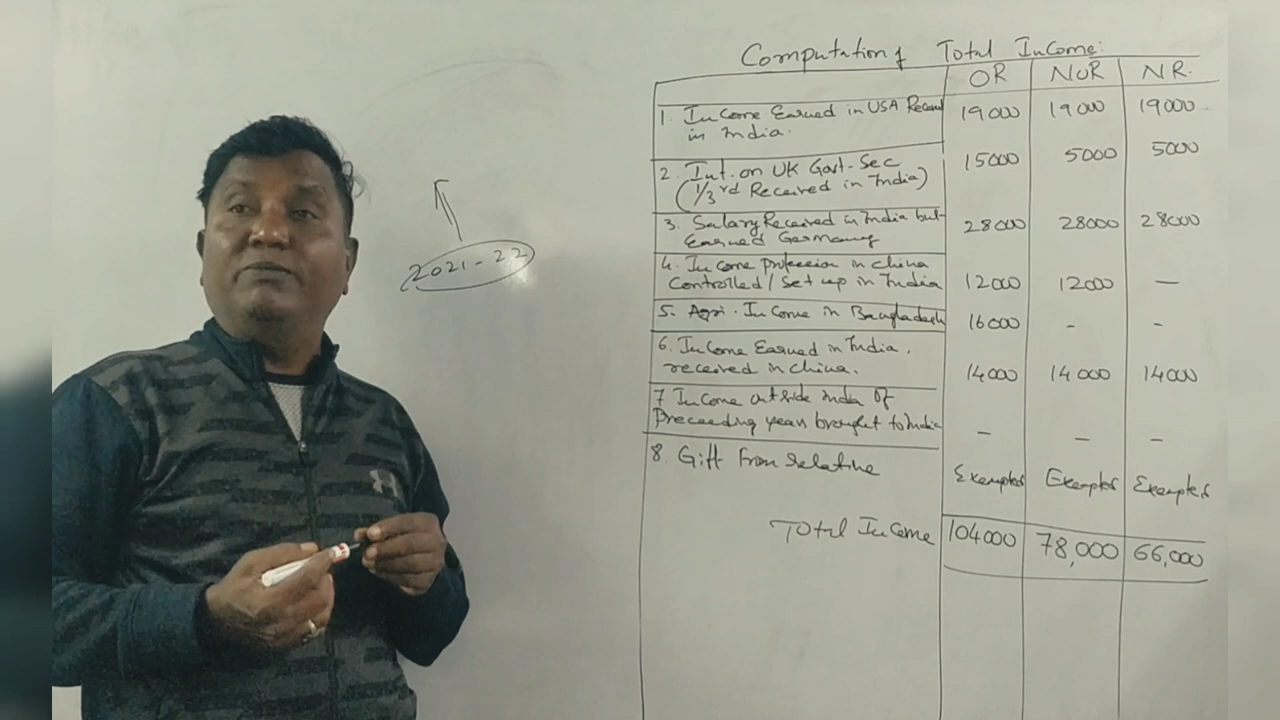 Computation of Total Income:
OR NOR NR.
1. Income Earned in USA Received 19000 19000 19000
in India.
2. Int. on UK Govt-Sec 15000 5000 5000
(1/3rd Received in India)
3. Salary Received in India but 28000 28000 28000
Earned Germany
4. Income profession in China
Controlled / Set up in India 12000 12000 —
5. Agri. Income in Bangladesh 16000 - -
6. Income Earned in India,
received in China. 14000 14000 14000
7 Income outside india of
Preceeding year brought to India - - -
8. Gift From relative Exempted Exempted Exempted
Total Income 104000 78,000 66,000
2021-22